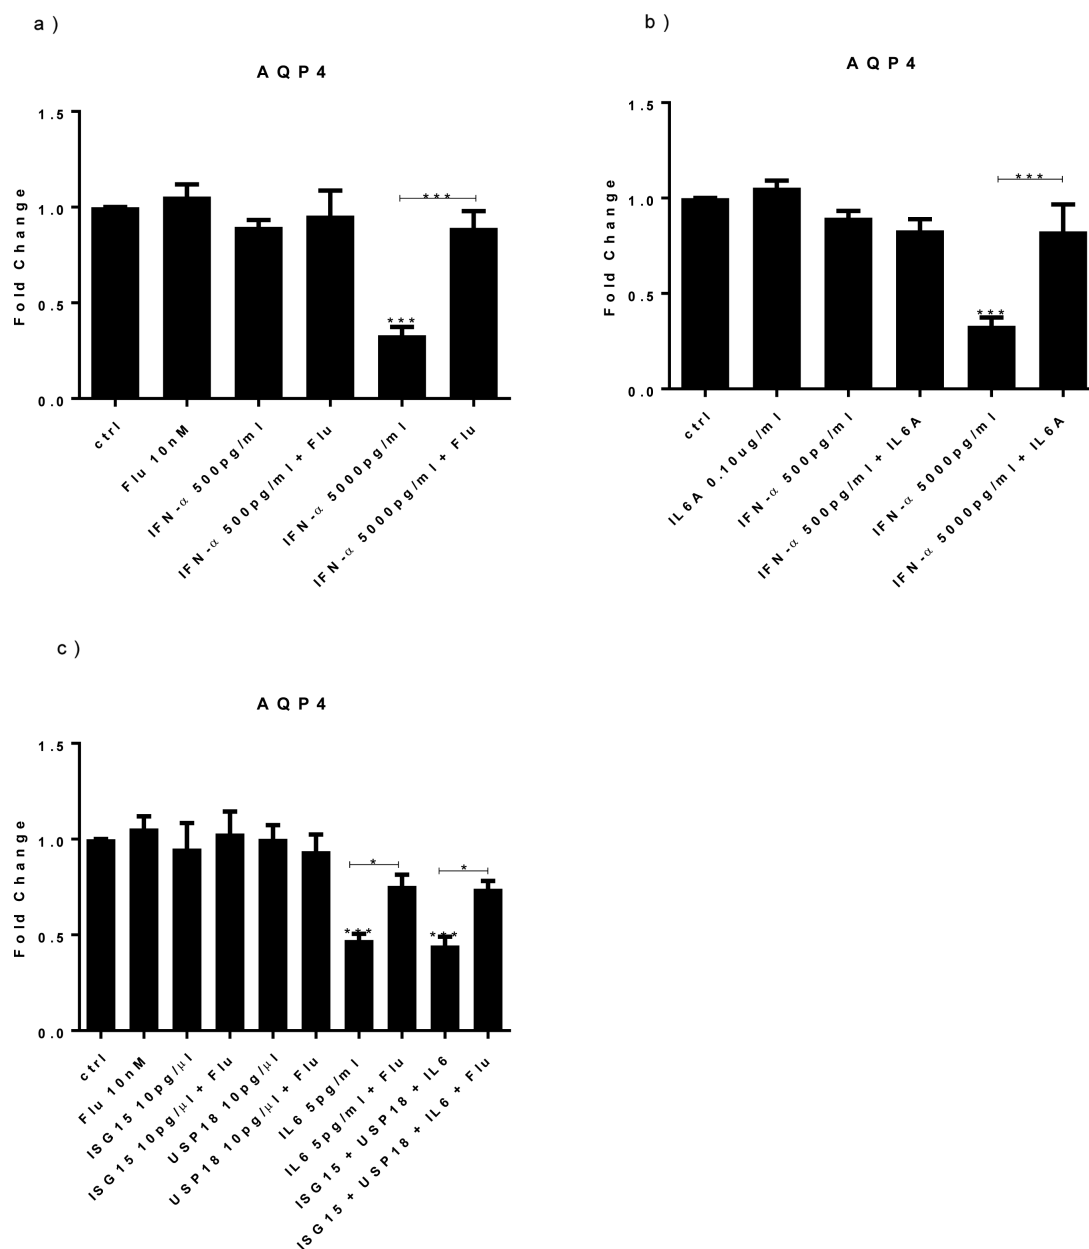 a)
AQP4
Fold Change
1.5
1.0
0.5
0.0
***
***
ctrl
Flu 10nM
IFN-α 500pg/ml
IFN-α 500pg/ml + Flu
IFN-α 5000pg/ml
IFN-α 5000pg/ml + Flu
b)
AQP4
Fold Change
1.5
1.0
0.5
0.0
***
***
ctrl
IL6A 0.10ug/ml
IFN-α 500pg/ml
IFN-α 500pg/ml + IL6A
IFN-α 5000pg/ml
IFN-α 5000pg/ml + IL6A
c)
AQP4
Fold Change
1.5
1.0
0.5
0.0
*
*
***
***
ctrl
Flu 10nM
ISG15 10pg/μl
ISG15 10pg/μl + Flu
USP18 10pg/μl
USP18 10pg/μl + Flu
IL6 5pg/ml
IL6 5pg/ml + Flu
ISG15 + USP18 + IL6
ISG15 + USP18 + IL6 + Flu